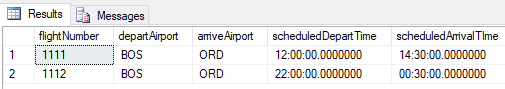 Results Messages
flightNumber departAirport arriveAirport scheduledDepartTime scheduledArrivalTime
1 1111 BOS ORD 12:00:00.0000000 14:30:00.0000000
2 1112 BOS ORD 22:00:00.0000000 00:30:00.0000000